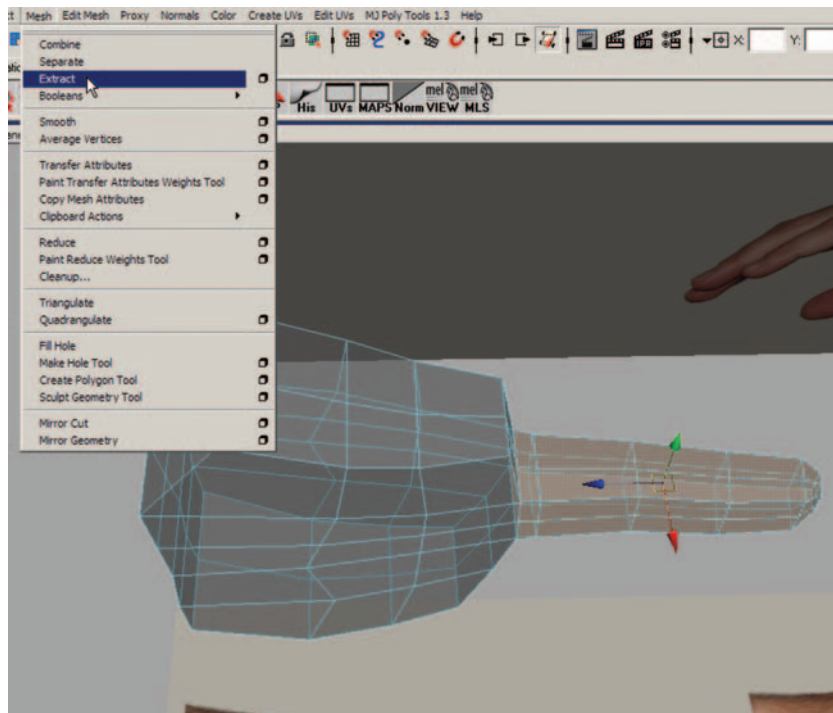 Mesh Edit Mesh Proxy Normals Color Create UVs Edit UVs MJ Poly Tools 1.3 Help
X:
Y:
Combine
Separate
Extract
Booleans
His UVs MAPS Norm mel VIEW mel MLS
Smooth
Average Vertices
Transfer Attributes
Paint Transfer Attributes Weights Tool
Copy Mesh Attributes
Clipboard Actions
Reduce
Paint Reduce Weights Tool
Cleanup...
Triangulate
Quadrangulate
Fill Hole
Make Hole Tool
Create Polygon Tool
Sculpt Geometry Tool
Mirror Cut
Mirror Geometry